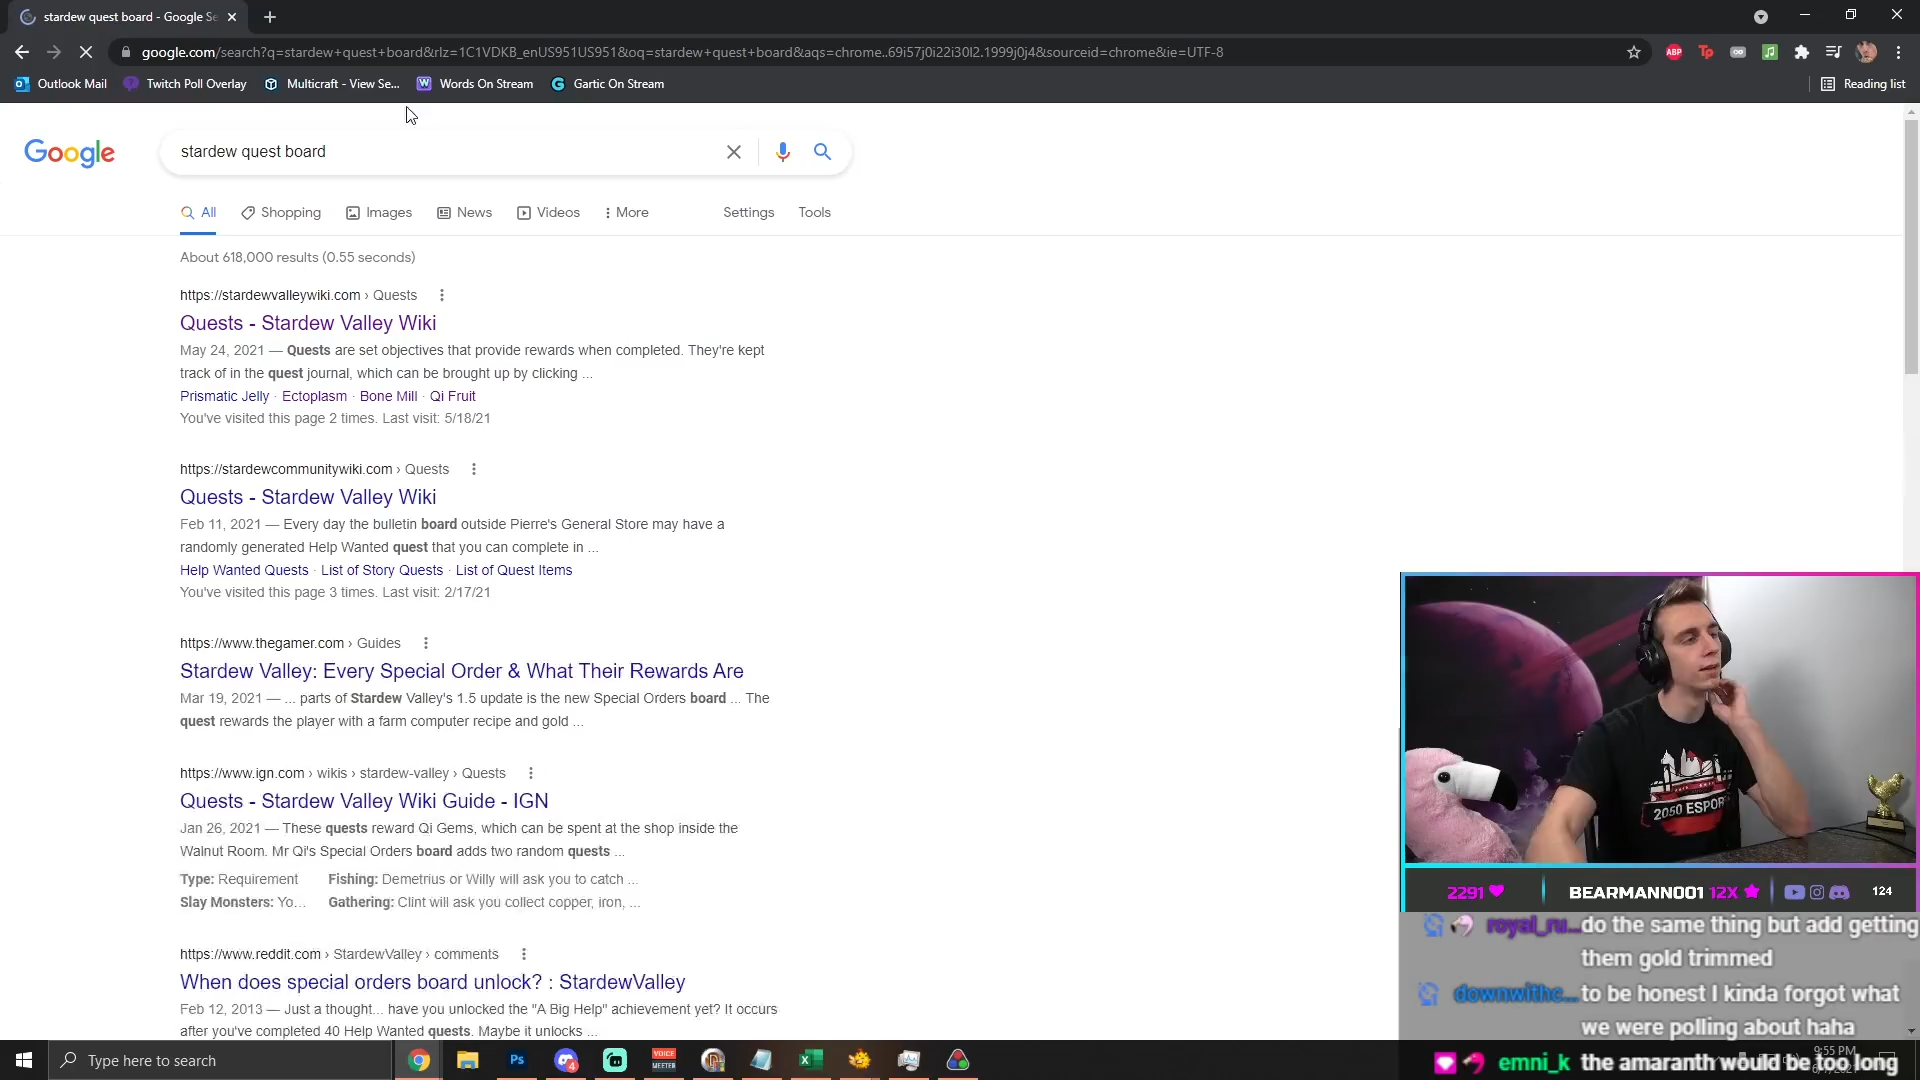 stardew quest board - Google Se
google.com/search?q=stardew+quest+board&rlz=1C1VDKB_enUS951US951&oq=stardew+quest+board&aqs=chrome..69i57j0i22i30l2.1999j0j4&sourceid=chrome&ie=UTF-8
ABP Tp
Outlook Mail Twitch Poll Overlay Multicraft - View Se... Words On Stream Gartic On Stream Reading list
Google stardew quest board
All Shopping Images News Videos More Settings Tools
About 618,000 results (0.55 seconds)
https://stardewvalleywiki.com › Quests
Quests - Stardew Valley Wiki
May 24, 2021 — Quests are set objectives that provide rewards when completed. They're kept
track of in the quest journal, which can be brought up by clicking ...
Prismatic Jelly · Ectoplasm · Bone Mill · Qi Fruit
You've visited this page 2 times. Last visit: 5/18/21
https://stardewcommunitywiki.com › Quests
Quests - Stardew Valley Wiki
Feb 11, 2021 — Every day the bulletin board outside Pierre's General Store may have a
randomly generated Help Wanted quest that you can complete in ...
Help Wanted Quests · List of Story Quests · List of Quest Items
You've visited this page 3 times. Last visit: 2/17/21
https://www.thegamer.com › Guides
Stardew Valley: Every Special Order & What Their Rewards Are
Mar 19, 2021 — ... parts of Stardew Valley's 1.5 update is the new Special Orders board ... The
quest rewards the player with a farm computer recipe and gold ...
https://www.ign.com › wikis › stardew-valley › Quests
Quests - Stardew Valley Wiki Guide - IGN
Jan 26, 2021 — These quests reward Qi Gems, which can be spent at the shop inside the
Walnut Room. Mr Qi's Special Orders board adds two random quests ...
Type: Requirement Fishing: Demetrius or Willy will ask you to catch ...
Slay Monsters: Yo... Gathering: Clint will ask you collect copper, iron, ...
https://www.reddit.com › StardewValley › comments
When does special orders board unlock? : StardewValley
Feb 12, 2013 — Just a thought... have you unlocked the "A Big Help" achievement yet? It occurs
after you've completed 40 Help Wanted quests. Maybe it unlocks ...
2050 ESPOR
2291 BEARMANN001 12X 124
royal_ru... do the same thing but add getting
them gold trimmed
downwithc... to be honest I kinda forgot what
we were polling about haha
emni_k the amaranth would be too long
Type here to search
Ps
4
VOICE
MEETER
9:55 PM